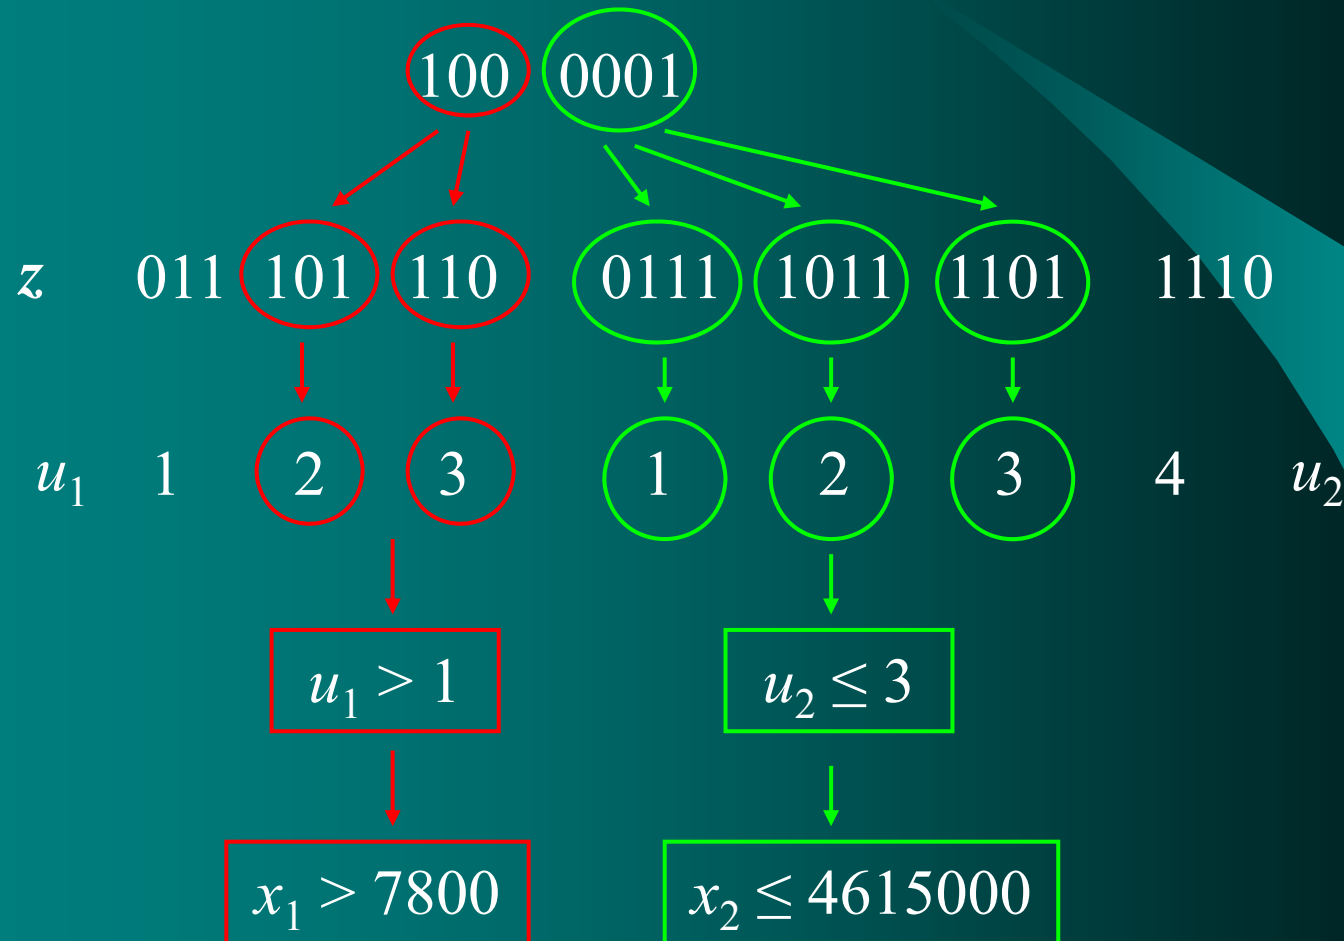 100 0001
z 011 101 110 0111 1011 1101 1110
u₁ 1 2 3 1 2 3 4 u₂
u₁ > 1 u₂ ≤ 3
x₁ > 7800 x₂ ≤ 4615000